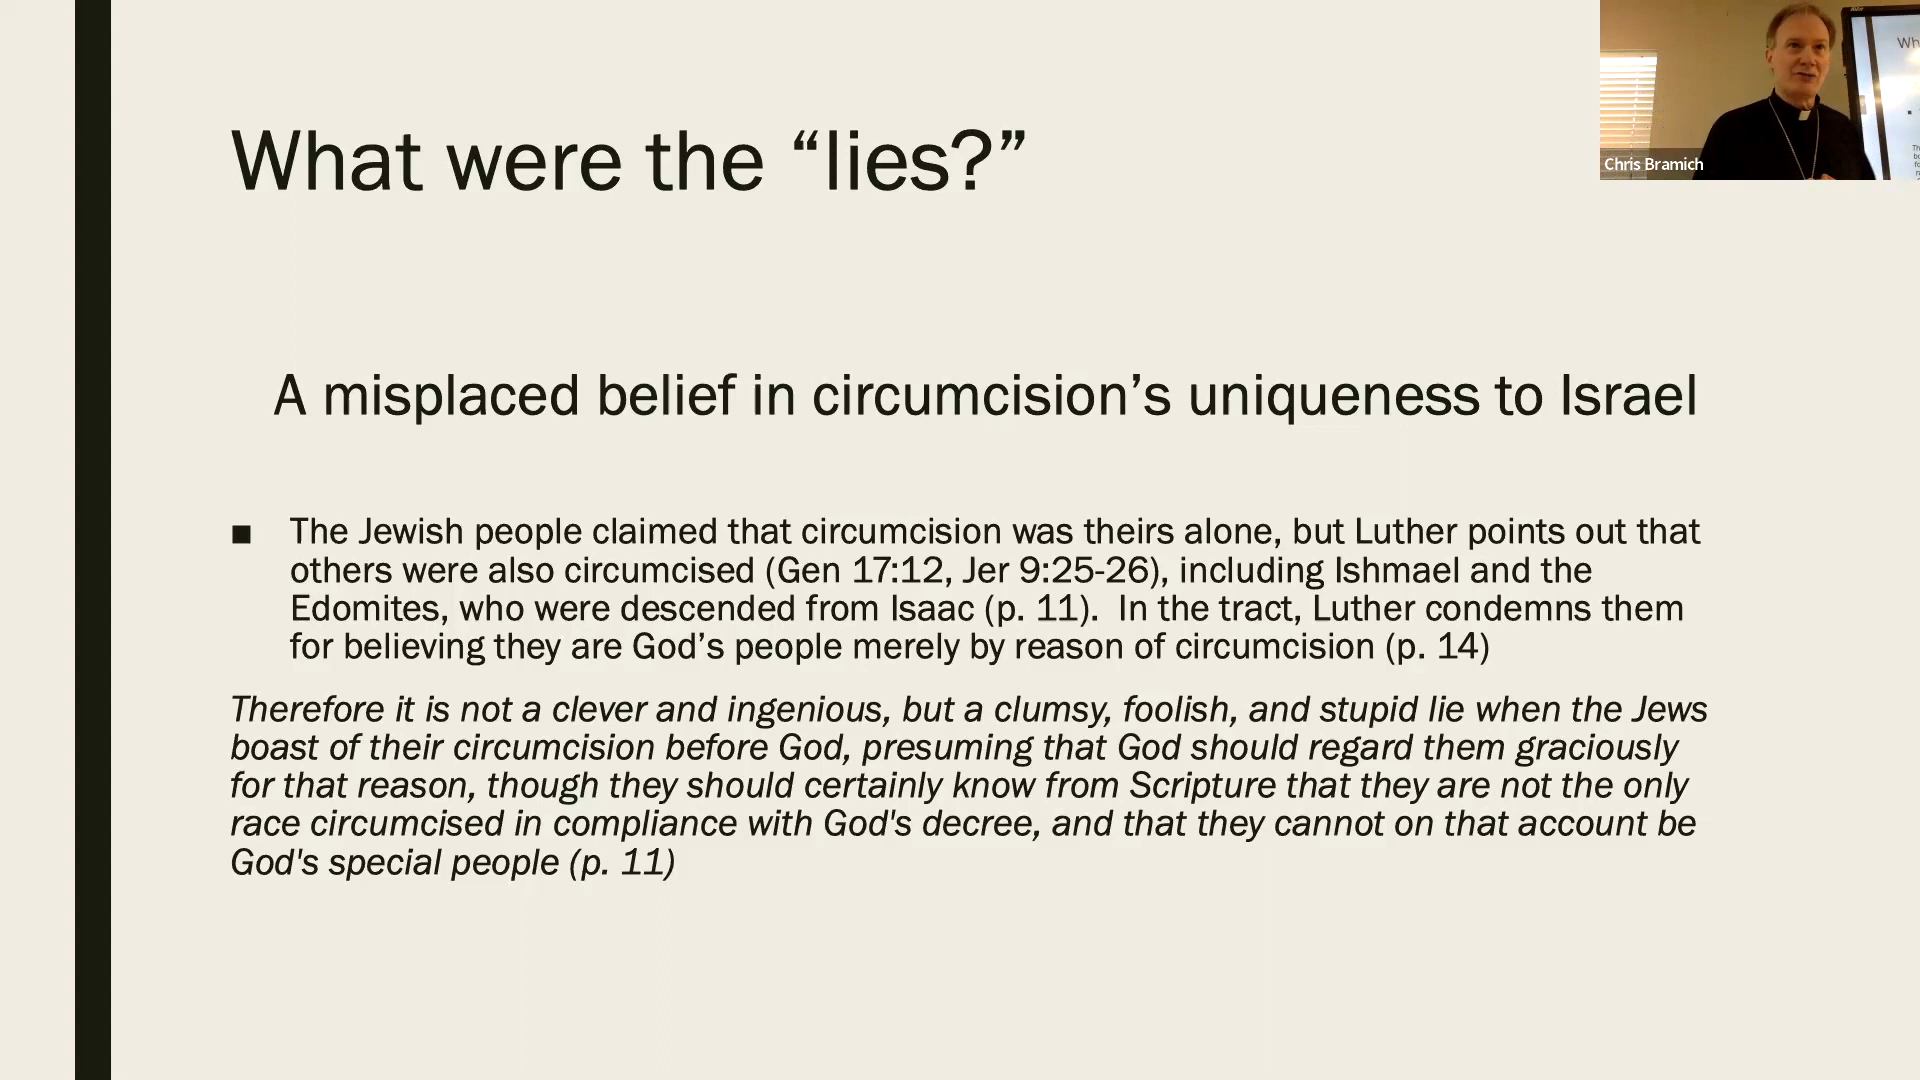 What were the “lies?”
Chris Bramich
A misplaced belief in circumcision’s uniqueness to Israel
■ The Jewish people claimed that circumcision was theirs alone, but Luther points out that
others were also circumcised (Gen 17:12, Jer 9:25-26), including Ishmael and the
Edomites, who were descended from Isaac (p. 11).  In the tract, Luther condemns them
for believing they are God’s people merely by reason of circumcision (p. 14)
Therefore it is not a clever and ingenious, but a clumsy, foolish, and stupid lie when the Jews
boast of their circumcision before God, presuming that God should regard them graciously
for that reason, though they should certainly know from Scripture that they are not the only
race circumcised in compliance with God's decree, and that they cannot on that account be
God's special people (p. 11)